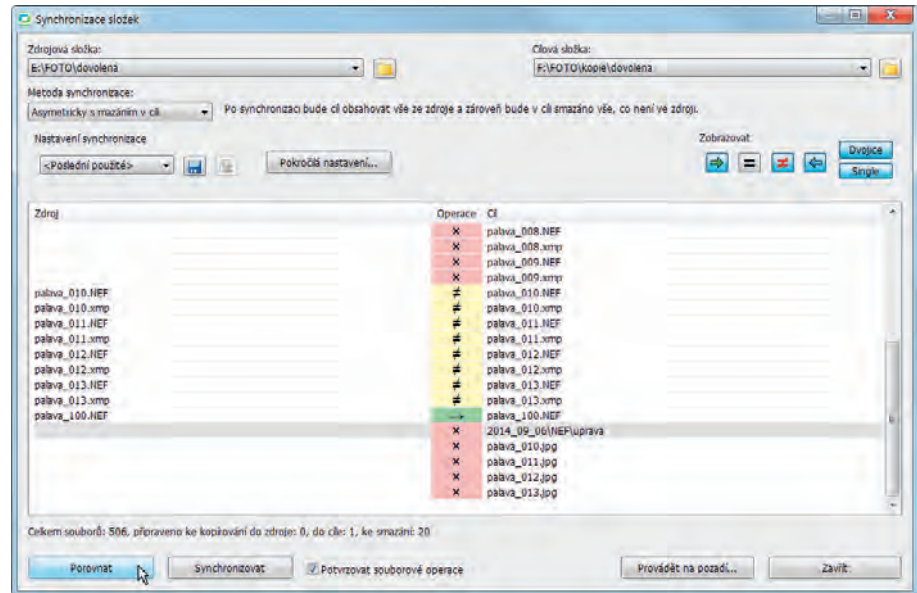 Synchronizace složek
Zdrojová složka:
Cílová složka:
E:\FOTO\dovolená
F:\FOTO\kopie\dovolená
Metoda synchronizace:
Asymetricky s mazáním v cíli
Po synchronizaci bude cíl obsahovat vše ze zdroje a zároveň bude v cíli smazáno vše, co není ve zdroji.
Nastavení synchronizace
Zobrazovat
<Poslední použité>
Pokročilá nastavení...
Dvojice
Single
Zdroj Operace Cíl
× palava_008.NEF
× palava_008.xmp
× palava_009.NEF
× palava_009.xmp
palava_010.NEF ≠ palava_010.NEF
palava_010.xmp ≠ palava_010.xmp
palava_011.NEF ≠ palava_011.NEF
palava_011.xmp ≠ palava_011.xmp
palava_012.NEF ≠ palava_012.NEF
palava_012.xmp ≠ palava_012.xmp
palava_013.NEF ≠ palava_013.NEF
palava_013.xmp ≠ palava_013.xmp
palava_100.NEF → palava_100.NEF
× 2014_09_06\NEF\uprava
× palava_010.jpg
× palava_011.jpg
× palava_012.jpg
× palava_013.jpg
Celkem souborů: 506, připraveno ke kopírování do zdroje: 0, do cíle: 1, ke smazání: 20
Porovnat
Synchronizovat
Potvrzovat souborové operace
Provádět na pozadí...
Zavřít